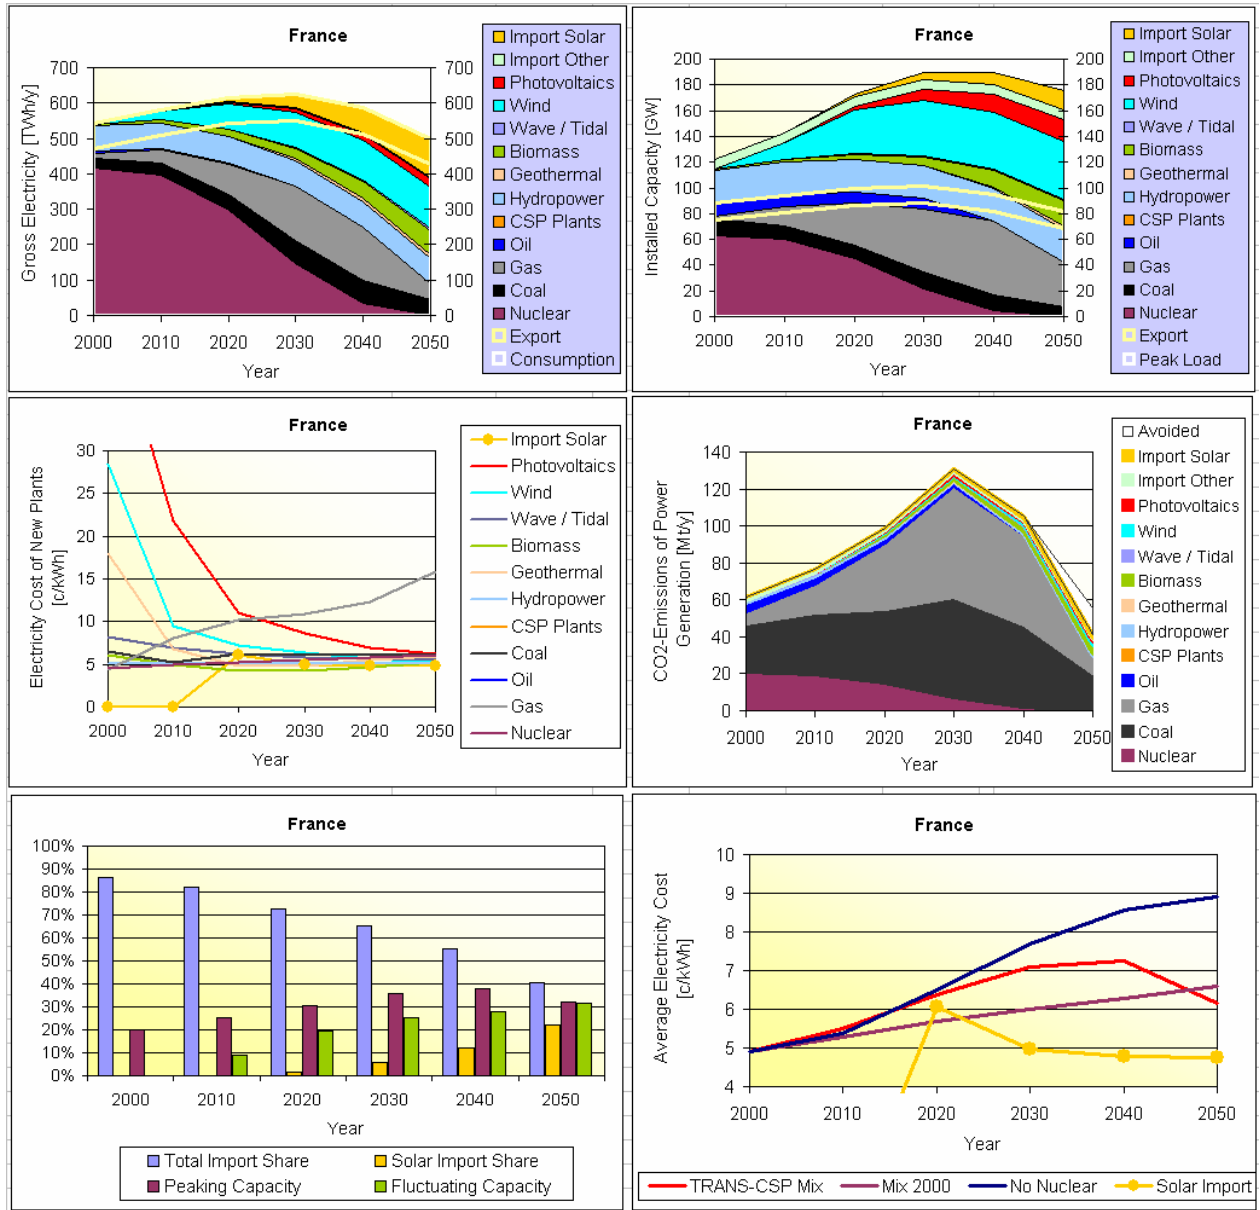 France
Gross Electricity [TWh/y]
700
600
500
400
300
200
100
0
700
600
500
400
300
200
100
0
2000 2010 2020 2030 2040 2050
Year
Import Solar
Import Other
Photovoltaics
Wind
Wave / Tidal
Biomass
Geothermal
Hydropower
CSP Plants
Oil
Gas
Coal
Nuclear
Export
Consumption
France
Installed Capacity [GW]
200
180
160
140
120
100
80
60
40
20
0
200
180
160
140
120
100
80
60
40
20
0
2000 2010 2020 2030 2040 2050
Year
Import Solar
Import Other
Photovoltaics
Wind
Wave / Tidal
Biomass
Geothermal
Hydropower
CSP Plants
Oil
Gas
Coal
Nuclear
Export
Peak Load
France
Electricity Cost of New Plants
[c/kWh]
30
25
20
15
10
5
0
2000 2010 2020 2030 2040 2050
Year
Import Solar
Photovoltaics
Wind
Wave / Tidal
Biomass
Geothermal
Hydropower
CSP Plants
Coal
Oil
Gas
Nuclear
France
CO2-Emissions of Power
Generation [Mt/y]
140
120
100
80
60
40
20
0
2000 2010 2020 2030 2040 2050
Year
Avoided
Import Solar
Import Other
Photovoltaics
Wind
Wave / Tidal
Biomass
Geothermal
Hydropower
CSP Plants
Oil
Gas
Coal
Nuclear
France
100%
90%
80%
70%
60%
50%
40%
30%
20%
10%
0%
2000 2010 2020 2030 2040 2050
Year
Total Import Share Solar Import Share
Peaking Capacity Fluctuating Capacity
France
Average Electricity Cost
[c/kWh]
10
9
8
7
6
5
4
2000 2010 2020 2030 2040 2050
Year
TRANS-CSP Mix Mix 2000 No Nuclear Solar Import